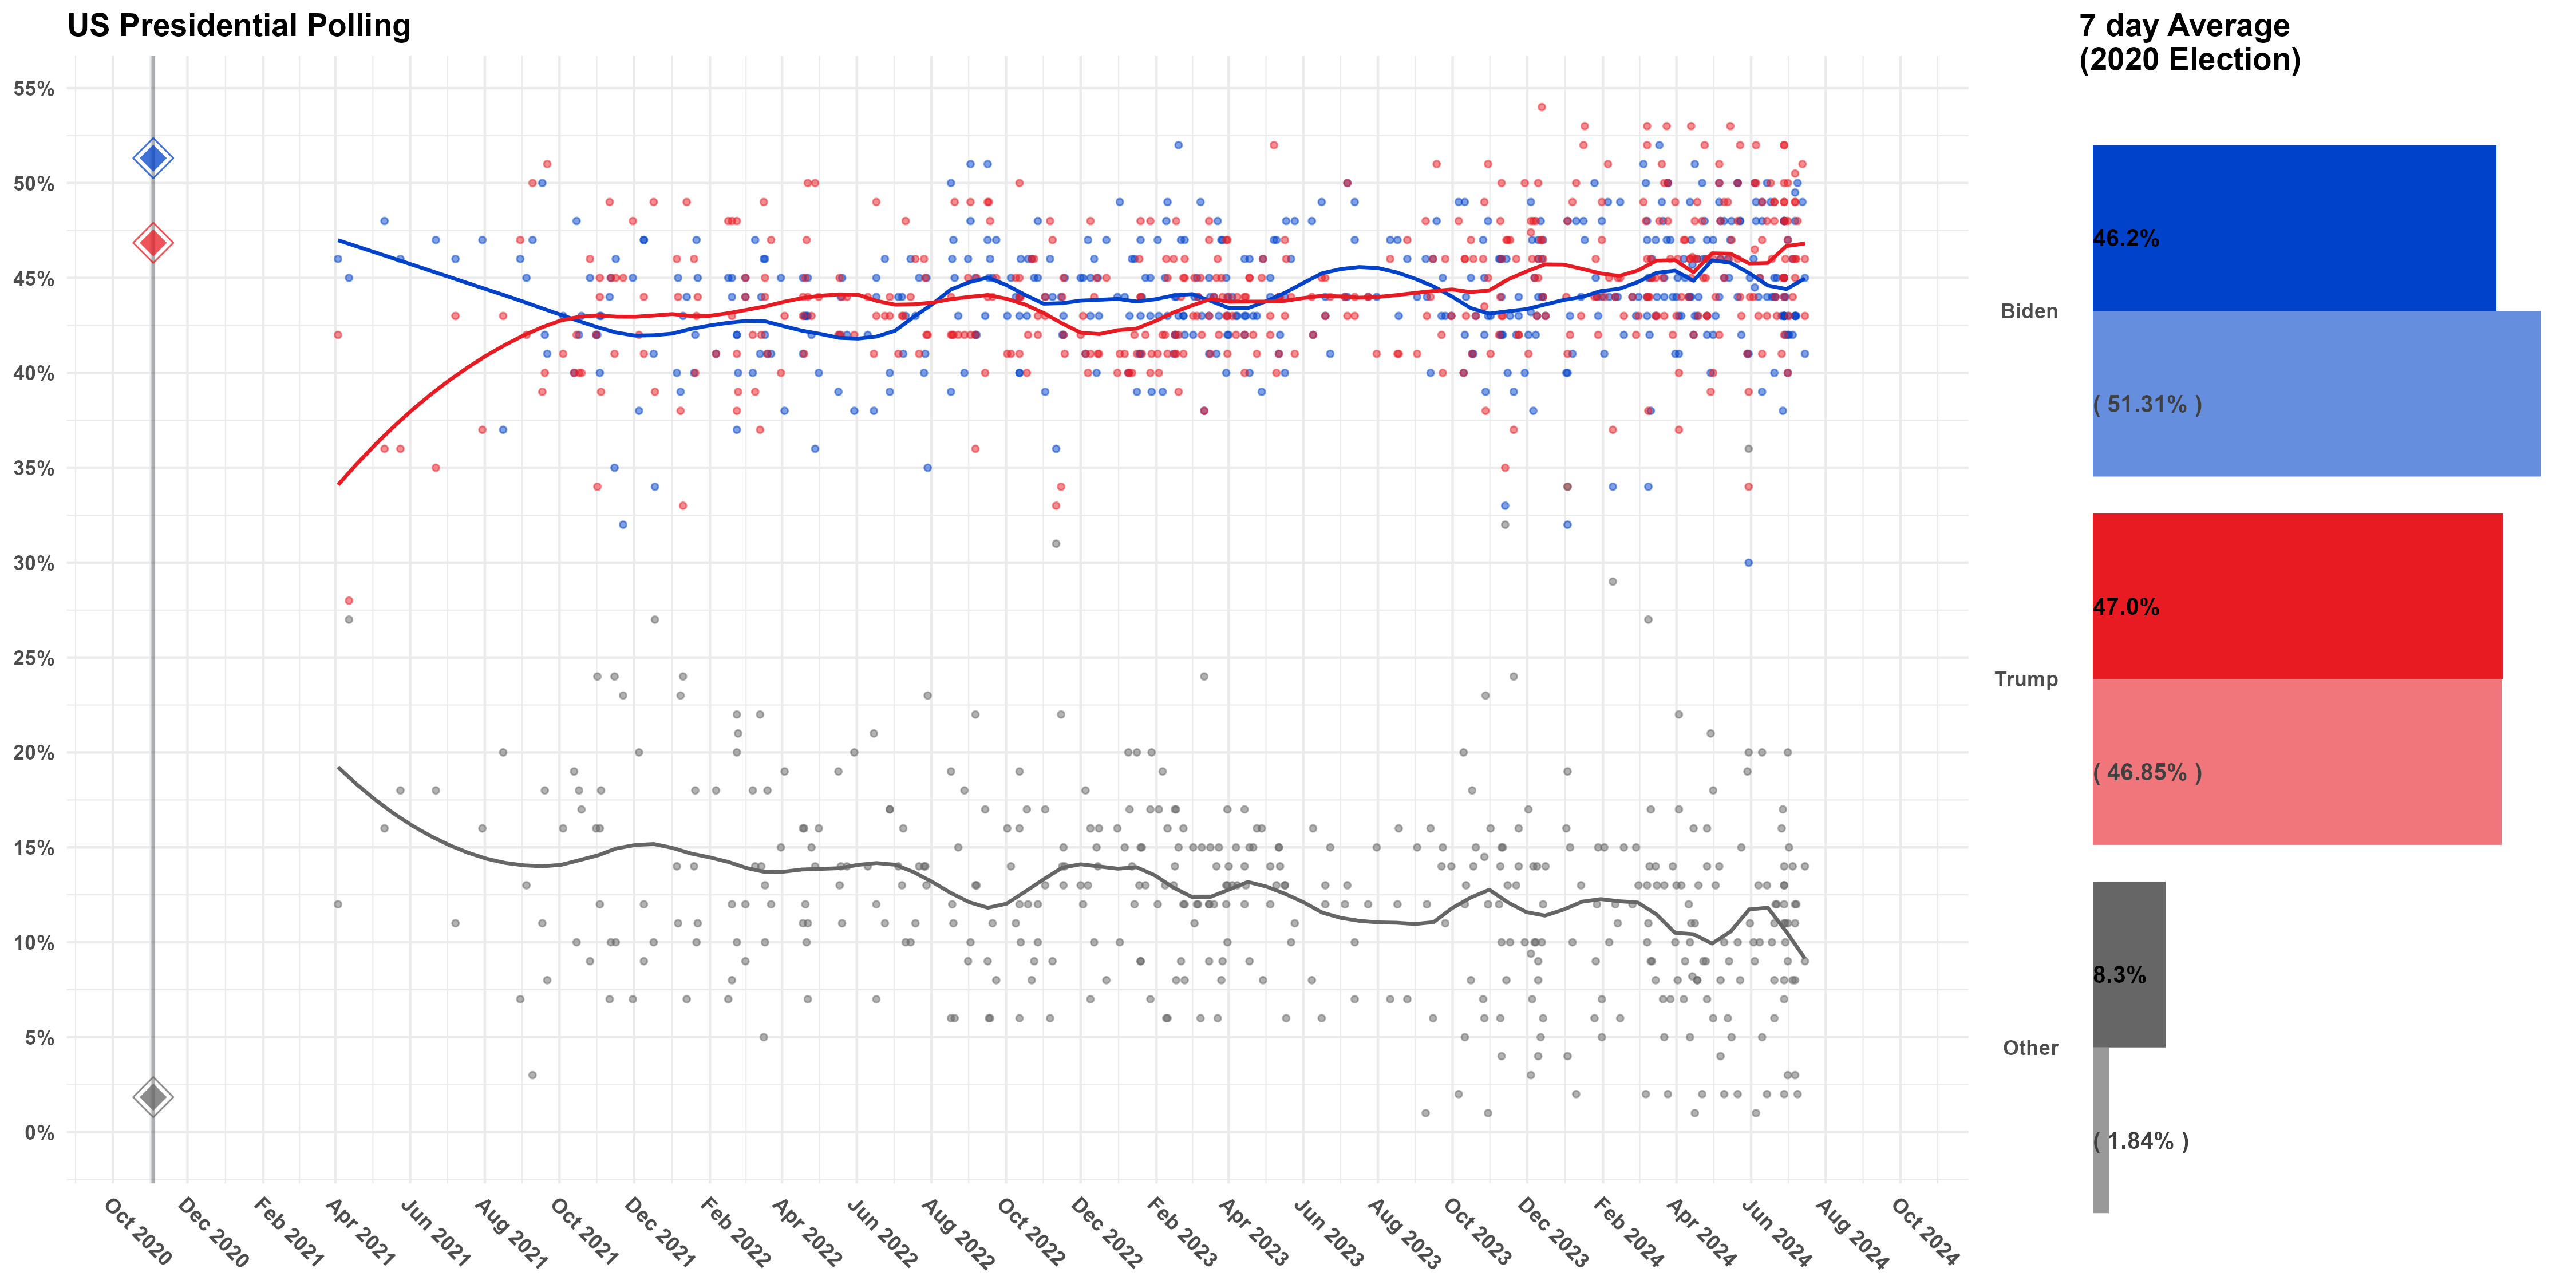 US Presidential Polling
7 day Average
(2020 Election)
55%
50%
45%
40%
35%
30%
25%
20%
15%
10%
5%
0%
Oct 2020
Dec 2020
Feb 2021
Apr 2021
Jun 2021
Aug 2021
Oct 2021
Dec 2021
Feb 2022
Apr 2022
Jun 2022
Aug 2022
Oct 2022
Dec 2022
Feb 2023
Apr 2023
Jun 2023
Aug 2023
Oct 2023
Dec 2023
Feb 2024
Apr 2024
Jun 2024
Aug 2024
Oct 2024
46.2%
Biden
( 51.31% )
47.0%
Trump
( 46.85% )
8.3%
Other
( 1.84% )